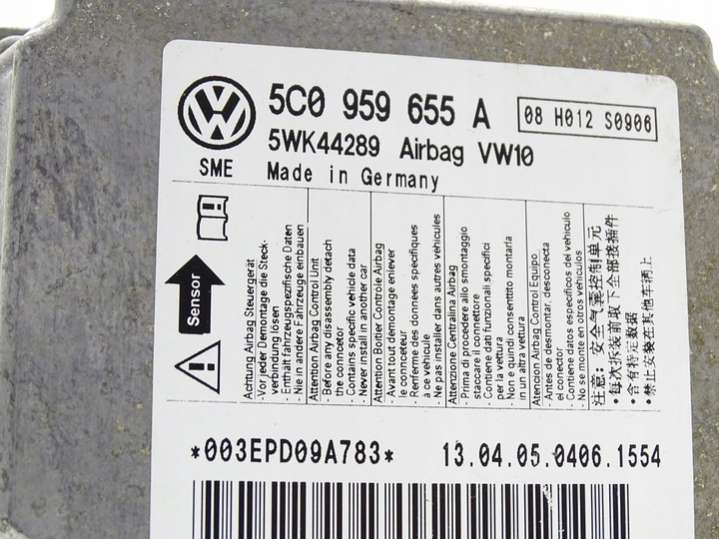 5C0 959 655 A
08 H012 S0906
5WK44289 Airbag VW10
SME
Made in Germany
Sensor
Achtung Airbag Steuergerät
-Vor jeder Demontage die Steck-
verbindung lösen
- Enthält fahrzeugspezifische Daten
- Nie in andere Fahrzeuge einbauen
Attention Airbag Control Unit
- Before any disassembly detach
the conncetor
- Contains specific vehicle data
- Never install in another car
Attention Boitier Controle Airbag
- Avant tout demontage enlever
le connceteur
- Renferme des donnees specifiques
à ce vehicule
- Ne pas installer dans autres vehicules
Attenzione Centralina Airbag
- Prima di procedere allo smontaggio
staccare il connettore
- Contiene dati funzionali specifici
per la vettura
- Non e quindi consentitto montarla
in un altra vettura
Atencion Airbag Control Equipo
- Antes de desmontar, desconecta
el conector
- Contiene datos especificos del vehiculo
- No se monte en otros vehiculos
注意: 安全气囊控制单元
•每次拆装前取下全部接插件
•含有特定数据
•禁止安装在其他车辆上
*003EPD09A783*
13.04.05.0406.1554